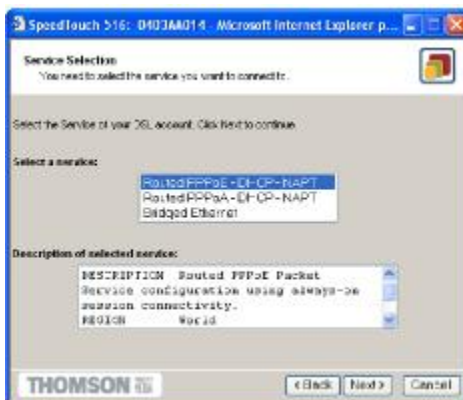 SpeedTouch 516: 0403AA014 - Microsoft Internet Explorer p...
Service Selection
You need to select the service you want to connect to.
Select the Service of your DSL account. Click Next to continue.
Select a service:
Routed PPPoE - DHCP - NAPT
Routed PPPoA - DHCP - NAPT
Bridged Ethernet
Description of selected service:
DESCRIPTION Routed PPPoE Packet
Service configuration using always-on
session connectivity.
REGION World
THOMSON
< Back
Next >
Cancel